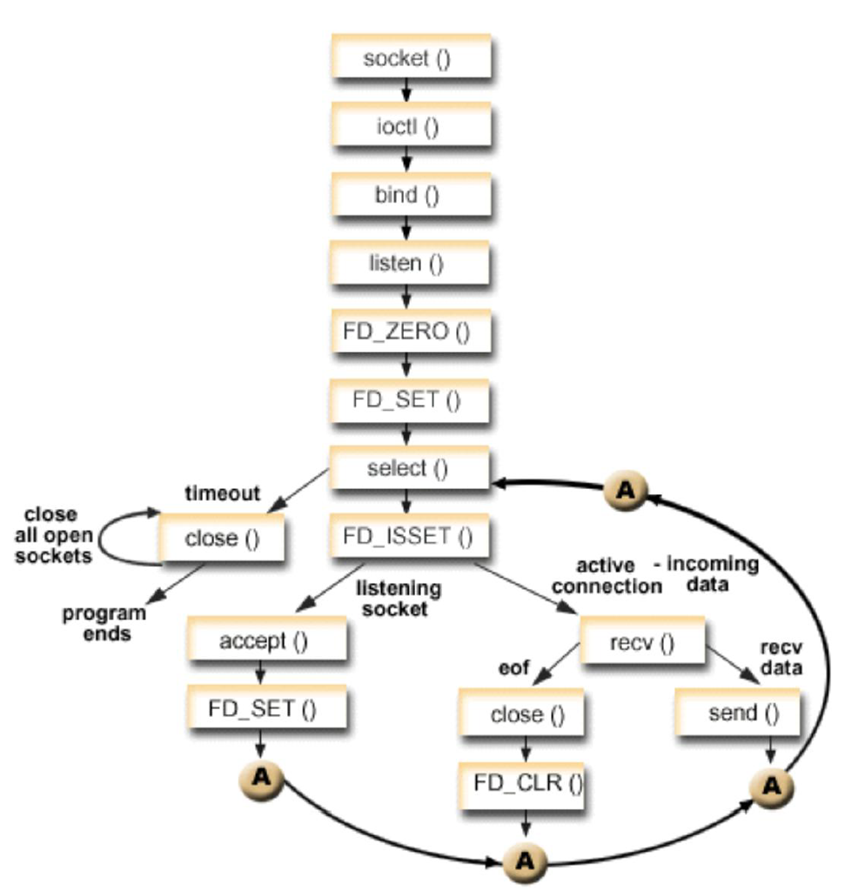 socket ()
ioctl ()
bind ()
listen ()
FD_ZERO ()
FD_SET ()
select ()
A
timeout
close
all open
sockets
close ()
FD_ISSET ()
program
ends
listening
socket
active
connection
- incoming
data
accept ()
recv ()
eof
recv
data
FD_SET ()
close ()
send ()
A
FD_CLR ()
A
A